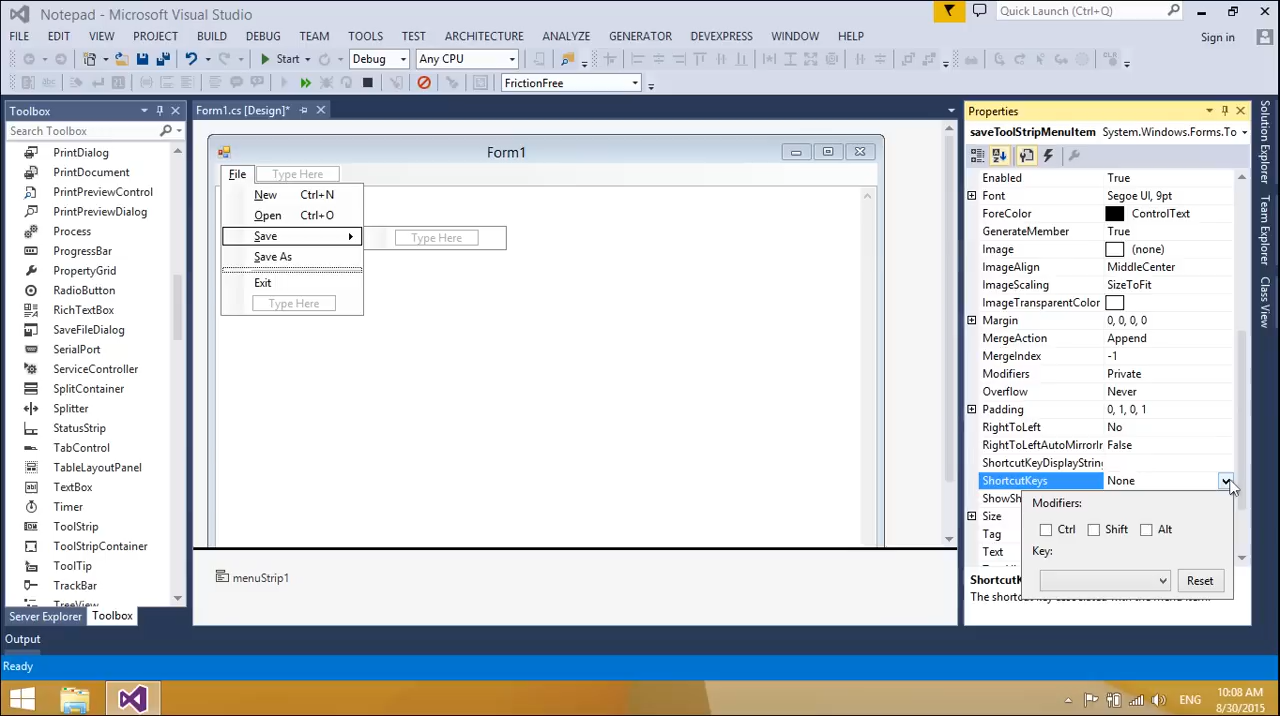 Notepad - Microsoft Visual Studio
Quick Launch (Ctrl+Q)
FILE EDIT VIEW PROJECT BUILD DEBUG TEAM TOOLS TEST ARCHITECTURE ANALYZE GENERATOR DEVEXPRESS WINDOW HELP
Sign in
Start Debug Any CPU
FrictionFree
Toolbox
Search Toolbox
PrintDialog
PrintDocument
PrintPreviewControl
PrintPreviewDialog
Process
ProgressBar
PropertyGrid
RadioButton
RichTextBox
SaveFileDialog
SerialPort
ServiceController
SplitContainer
Splitter
StatusStrip
TabControl
TableLayoutPanel
TextBox
Timer
ToolStrip
ToolStripContainer
ToolTip
TrackBar
TreeView
Server Explorer Toolbox
Form1.cs [Design]*
Form1
File Type Here
New Ctrl+N
Open Ctrl+O
Save Type Here
Save As
Exit
Type Here
menuStrip1
Properties
saveToolStripMenuItem System.Windows.Forms.To
Enabled True
Font Segoe UI, 9pt
ForeColor ControlText
GenerateMember True
Image (none)
ImageAlign MiddleCenter
ImageScaling SizeToFit
ImageTransparentColor
Margin 0, 0, 0, 0
MergeAction Append
MergeIndex -1
Modifiers Private
Overflow Never
Padding 0, 1, 0, 1
RightToLeft No
RightToLeftAutoMirrorIr False
ShortcutKeyDisplayString
ShortcutKeys None
ShowSh
Size
Tag
Text
Modifiers:
Ctrl Shift Alt
Key:
Reset
ShortcutK
Solution Explorer
Team Explorer
Class View
Output
Ready
ENG
10:08 AM
8/30/2015